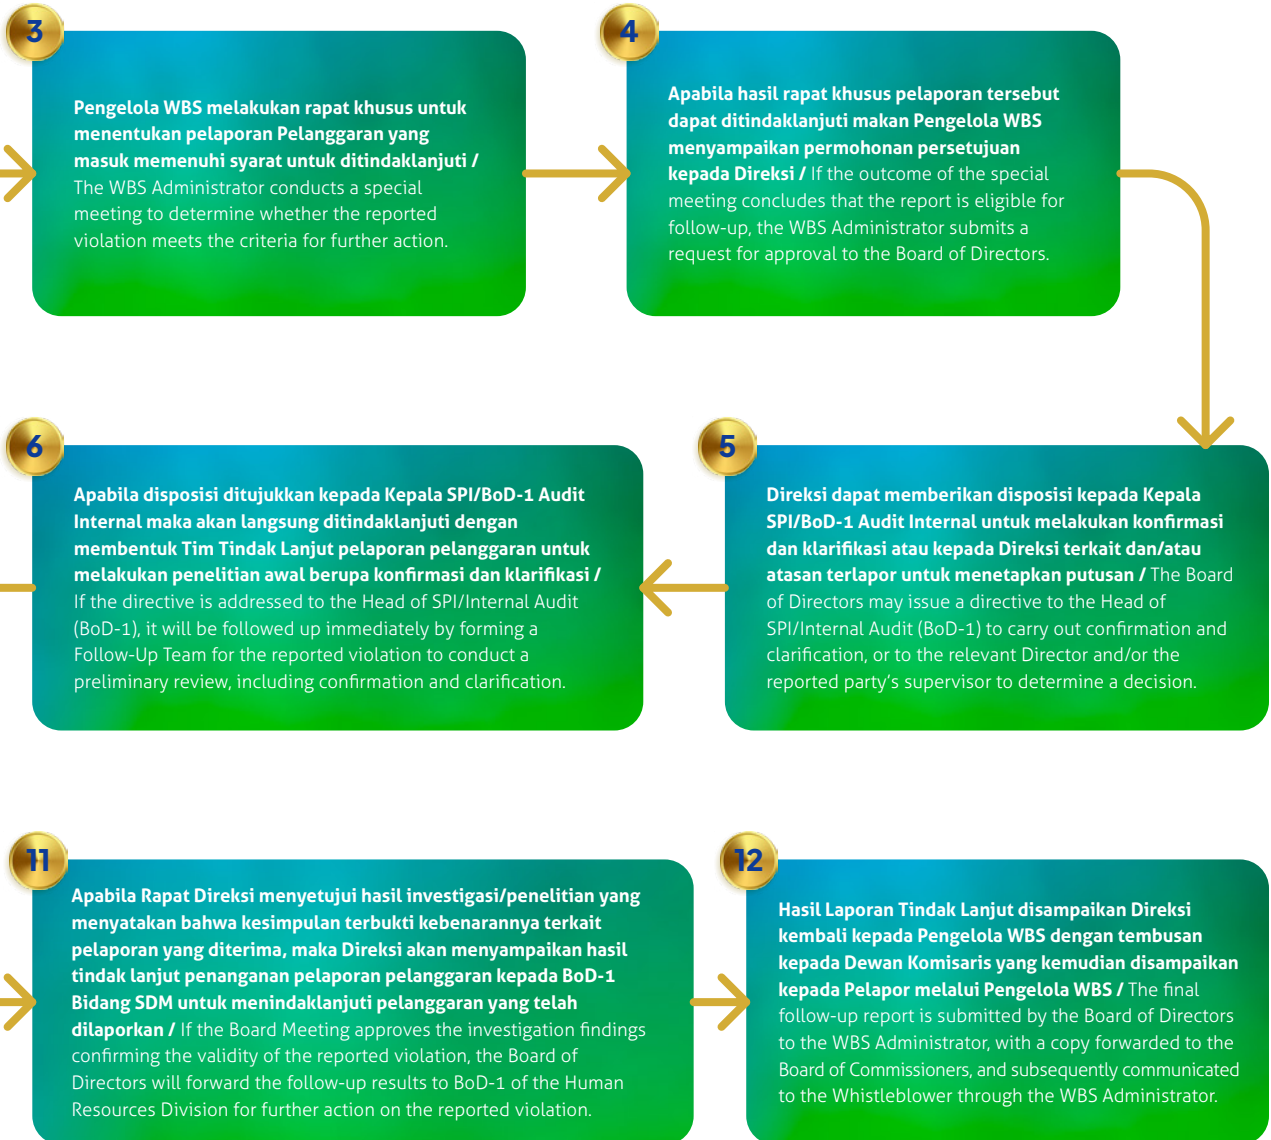 3
Pengelola WBS melakukan rapat khusus untuk
menentukan pelaporan Pelanggaran yang
masuk memenuhi syarat untuk ditindaklanjuti /
The WBS Administrator conducts a special
meeting to determine whether the reported
violation meets the criteria for further action.
4
Apabila hasil rapat khusus pelaporan tersebut
dapat ditindaklanjuti makan Pengelola WBS
menyampaikan permohonan persetujuan
kepada Direksi / If the outcome of the special
meeting concludes that the report is eligible for
follow-up, the WBS Administrator submits a
request for approval to the Board of Directors.
5
Direksi dapat memberikan disposisi kepada Kepala
SPI/BoD-1 Audit Internal untuk melakukan konfirmasi
dan klarifikasi atau kepada Direksi terkait dan/atau
atasan terlapor untuk menetapkan putusan / The Board
of Directors may issue a directive to the Head of
SPI/Internal Audit (BoD-1) to carry out confirmation and
clarification, or to the relevant Director and/or the
reported party's supervisor to determine a decision.
6
Apabila disposisi ditujukkan kepada Kepala SPI/BoD-1 Audit
Internal maka akan langsung ditindaklanjuti dengan
membentuk Tim Tindak Lanjut pelaporan pelanggaran untuk
melakukan penelitian awal berupa konfirmasi dan klarifikasi /
If the directive is addressed to the Head of SPI/Internal Audit
(BoD-1), it will be followed up immediately by forming a
Follow-Up Team for the reported violation to conduct a
preliminary review, including confirmation and clarification.
11
Apabila Rapat Direksi menyetujui hasil investigasi/penelitian yang
menyatakan bahwa kesimpulan terbukti kebenarannya terkait
pelaporan yang diterima, maka Direksi akan menyampaikan hasil
tindak lanjut penanganan pelaporan pelanggaran kepada BoD-1
Bidang SDM untuk menindaklanjuti pelanggaran yang telah
dilaporkan / If the Board Meeting approves the investigation findings
confirming the validity of the reported violation, the Board of
Directors will forward the follow-up results to BoD-1 of the Human
Resources Division for further action on the reported violation.
12
Hasil Laporan Tindak Lanjut disampaikan Direksi
kembali kepada Pengelola WBS dengan tembusan
kepada Dewan Komisaris yang kemudian disampaikan
kepada Pelapor melalui Pengelola WBS / The final
follow-up report is submitted by the Board of Directors
to the WBS Administrator, with a copy forwarded to the
Board of Commissioners, and subsequently communicated
to the Whistleblower through the WBS Administrator.